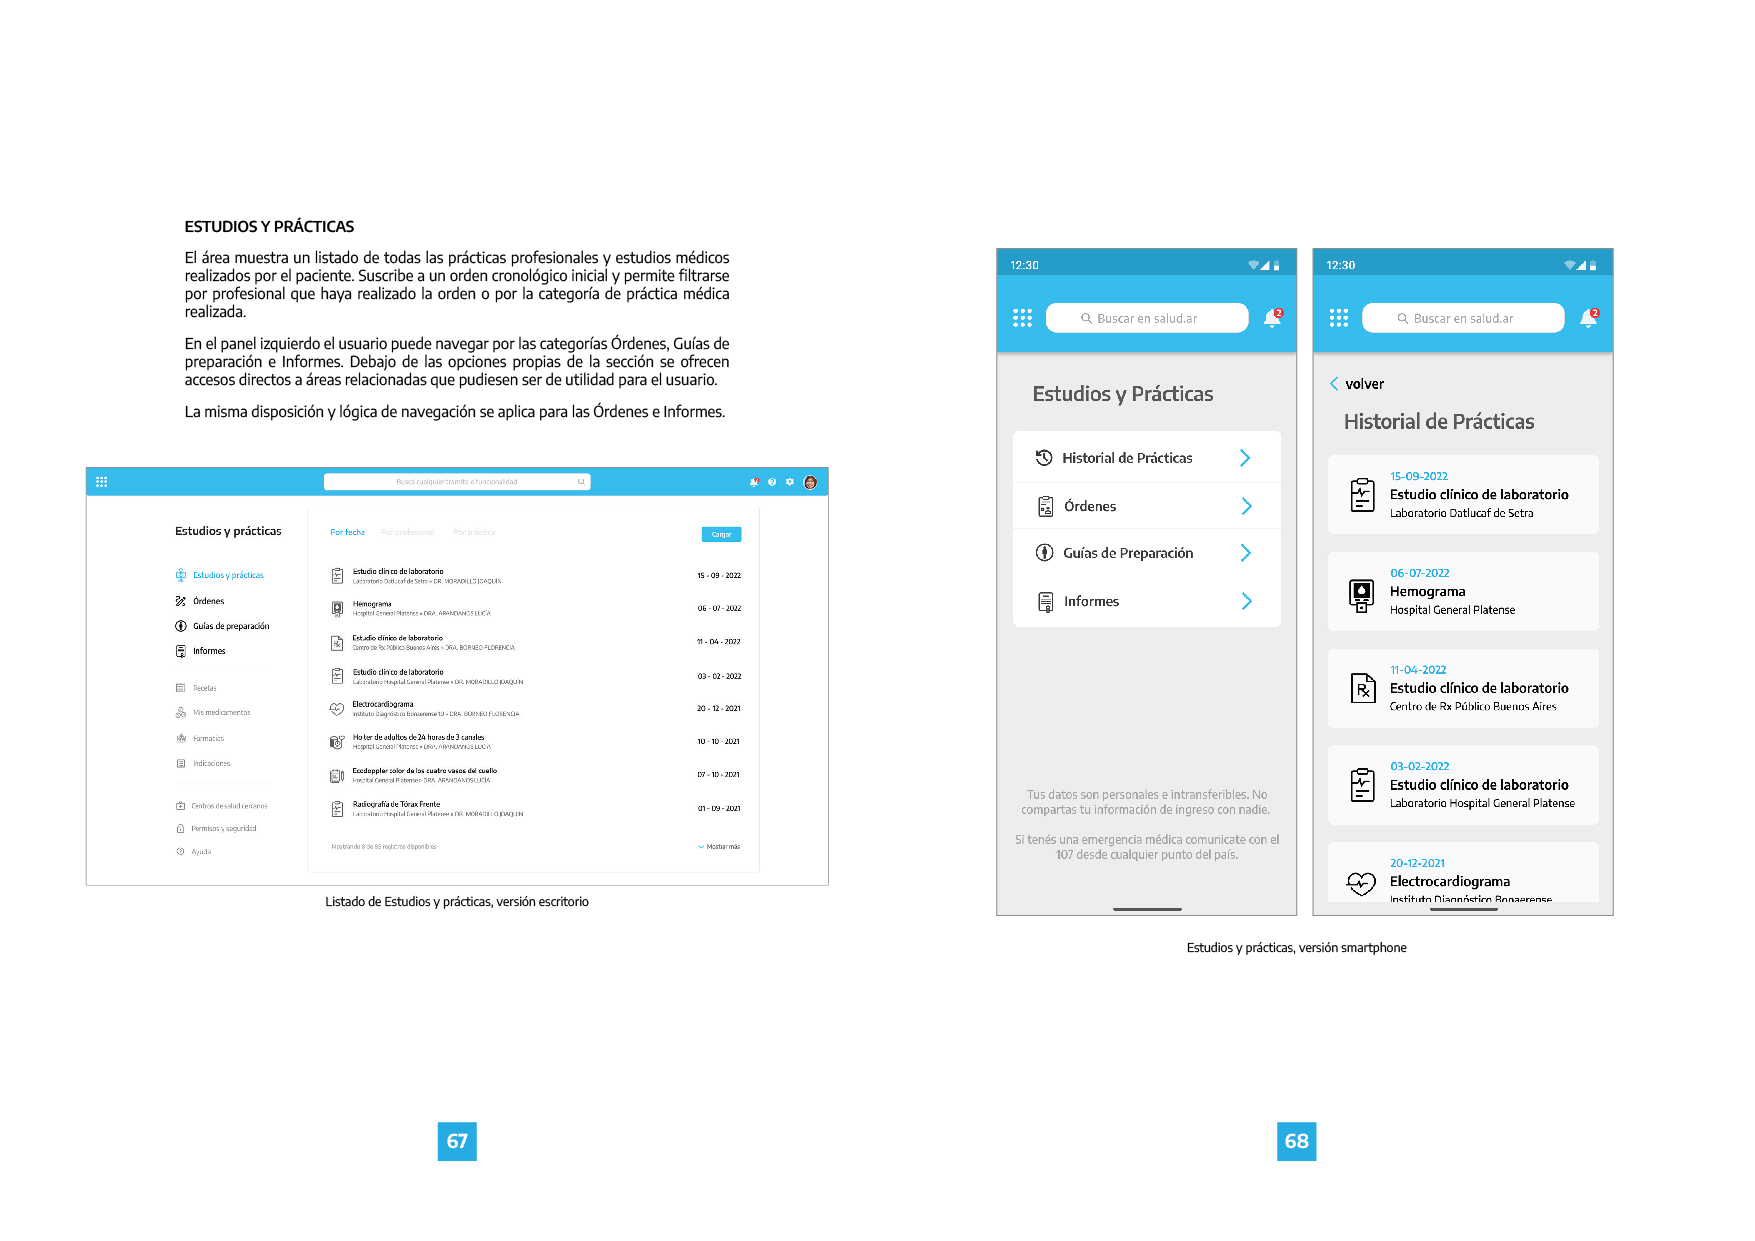 ESTUDIOS Y PRÁCTICAS
El área muestra un listado de todas las prácticas profesionales y estudios médicos
realizados por el paciente. Suscribe a un orden cronológico inicial y permite filtrarse
por profesional que haya realizado la orden o por la categoría de práctica médica
realizada.
En el panel izquierdo el usuario puede navegar por las categorías Órdenes, Guías de
preparación e Informes. Debajo de las opciones propias de la sección se ofrecen
accesos directos a áreas relacionadas que pudiesen ser de utilidad para el usuario.
La misma disposición y lógica de navegación se aplica para las Órdenes e Informes.
Buscá cualquier trámite o funcionalidad
Estudios y prácticas
Estudios y prácticas
Órdenes
Guías de preparación
Informes
Recetas
Mis medicamentos
Farmacias
Indicaciones
Centros de salud cercanos
Permisos y seguridad
Ayuda
Por fecha Por profesional Por práctica Cargar
Estudio clínico de laboratorio
Laboratorio Datlucaf de Setra » DR. MORADILLO JOAQUÍN
15 - 09 - 2022
Hemograma
Hospital General Platense » DRA. ARANDANOS LUCÍA
06 - 07 - 2022
Estudio clínico de laboratorio
Centro de Rx Público Buenos Aires » DRA. BORNEO FLORENCIA
11 - 04 - 2022
Estudio clínico de laboratorio
Laboratorio Hospital General Platense » DR. MORADILLO JOAQUÍN
03 - 02 - 2022
Electrocardiograma
Instituto Diagnóstico Bonaerense 10 » DRA. BORNEO FLORENCIA
20 - 12 - 2021
Holter de adultos de 24 horas de 3 canales
Hospital General Platense » DRA. ARANDANOS LUCÍA
10 - 10 - 2021
Ecodoppler color de los cuatro vasos del cuello
Hospital General Platense » DRA. ARANDANOS LUCÍA
07 - 10 - 2021
Radiografía de Tórax Frente
Laboratorio Hospital General Platense » DR. MORADILLO JOAQUÍN
01 - 09 - 2021
Mostrando 8 de 85 registros disponibles
Mostrar más
Listado de Estudios y prácticas, versión escritorio
67
12:30
Buscar en salud.ar
2
Estudios y Prácticas
Historial de Prácticas
Órdenes
Guías de Preparación
Informes
Tus datos son personales e intransferibles. No
compartas tu información de ingreso con nadie.
Si tenés una emergencia médica comunicate con el
107 desde cualquier punto del país.
12:30
Buscar en salud.ar
2
volver
Historial de Prácticas
15-09-2022
Estudio clínico de laboratorio
Laboratorio Datlucaf de Setra
06-07-2022
Hemograma
Hospital General Platense
11-04-2022
Estudio clínico de laboratorio
Centro de Rx Público Buenos Aires
03-02-2022
Estudio clínico de laboratorio
Laboratorio Hospital General Platense
20-12-2021
Electrocardiograma
Instituto Diagnóstico Bonaerense
Estudios y prácticas, versión smartphone
68